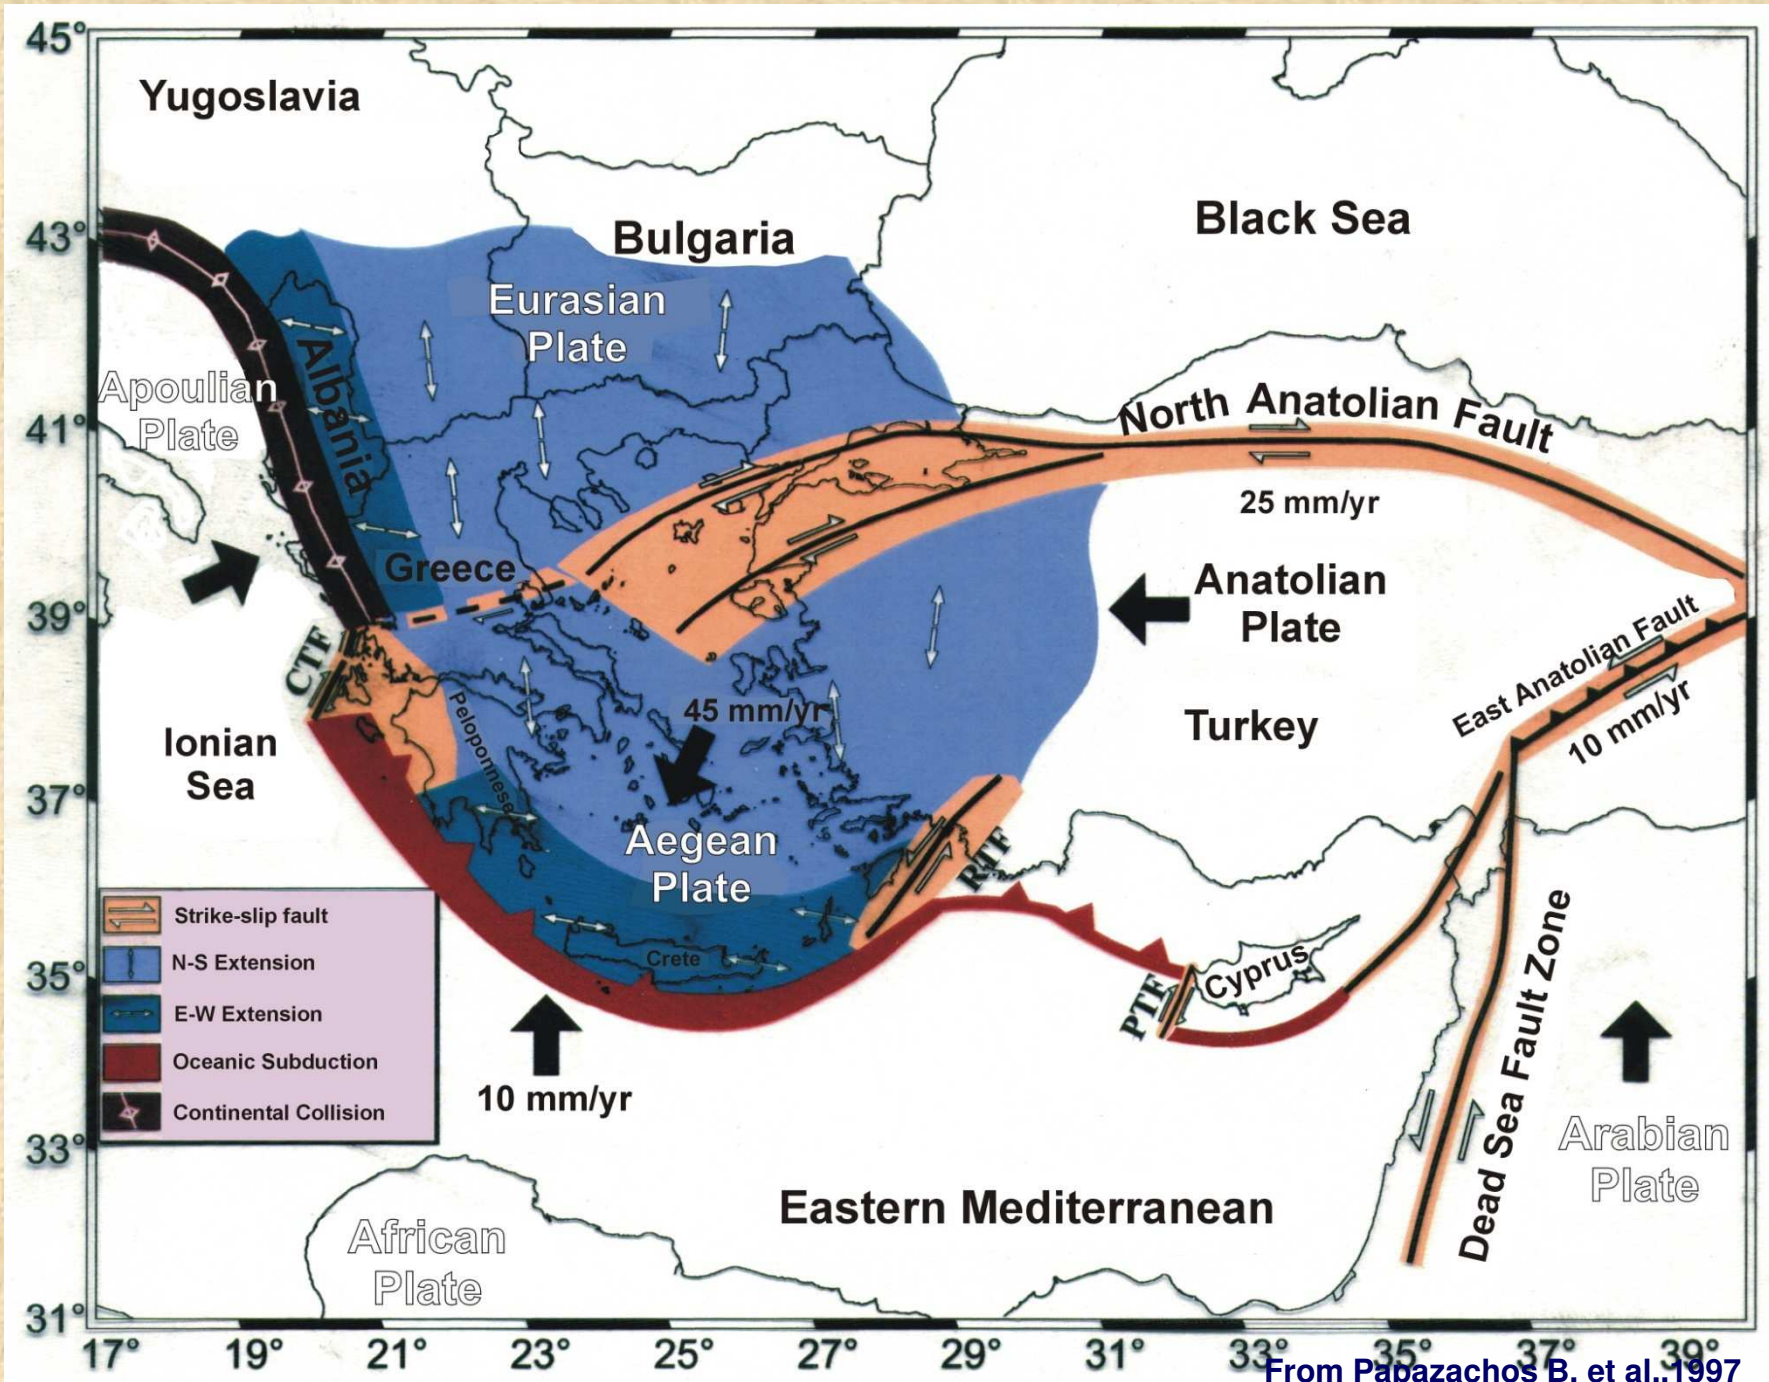 45°
Yugoslavia
Black Sea
43°
Bulgaria
Eurasian
Plate
Albania
Apoulian
Plate
41°
North Anatolian Fault
25 mm/yr
Greece
Anatolian
Plate
39°
East Anatolian Fault
10 mm/yr
CTF
Peloponnese
45 mm/yr
Turkey
Ionian
Sea
37°
Aegean
Plate
RTF
Strike-slip fault
N-S Extension
E-W Extension
Oceanic Subduction
Continental Collision
Crete
35°
Cyprus
PTF
Dead Sea Fault Zone
10 mm/yr
Arabian
Plate
33°
Eastern Mediterranean
African
Plate
31°
17° 19° 21° 23° 25° 27° 29° 31° 33° 35° 37° 39°
From Papazachos B. et al.,1997